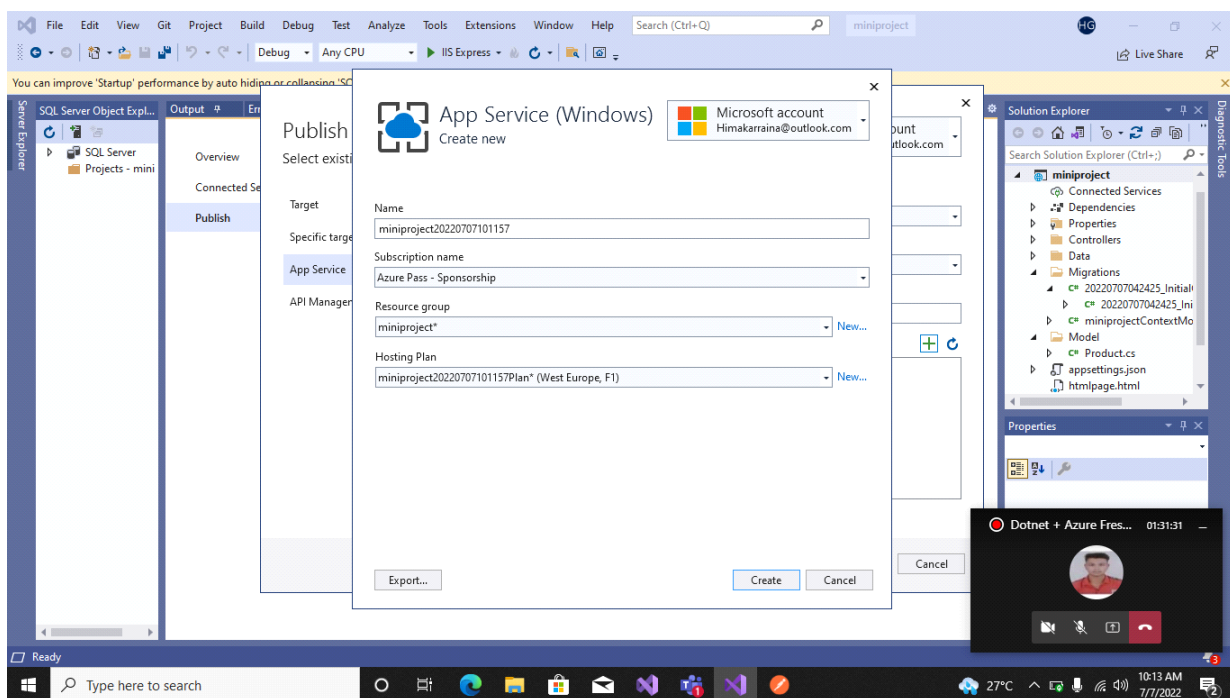 File Edit View Git Project Build Debug Test Analyze Tools Extensions Window Help Search (Ctrl+Q) miniproject HG
Debug Any CPU IIS Express Live Share
You can improve 'Startup' performance by auto hiding or collapsing 'SQ
Server Explorer
SQL Server Object Expl...
SQL Server
Projects - mini
Output
Overview
Connected Se
Publish
Publish
Select existi
Target
Specific targe
App Service
API Manager
ount
utlook.com
Cancel
App Service (Windows)
Create new
Microsoft account
Himakarraina@outlook.com
Name
miniproject20220707101157
Subscription name
Azure Pass - Sponsorship
Resource group
miniproject*
New...
Hosting Plan
miniproject20220707101157Plan* (West Europe, F1)
New...
Export...
Create
Cancel
Solution Explorer
Search Solution Explorer (Ctrl+;)
miniproject
Connected Services
Dependencies
Properties
Controllers
Data
Migrations
C# 20220707042425_Initial
C# 20220707042425_Ini
C# miniprojectContextMo
Model
C# Product.cs
appsettings.json
htmlpage.html
Properties
Diagnostic Tools
Dotnet + Azure Fres... 01:31:31
Ready
3
Type here to search
27°C
10:13 AM
7/7/2022